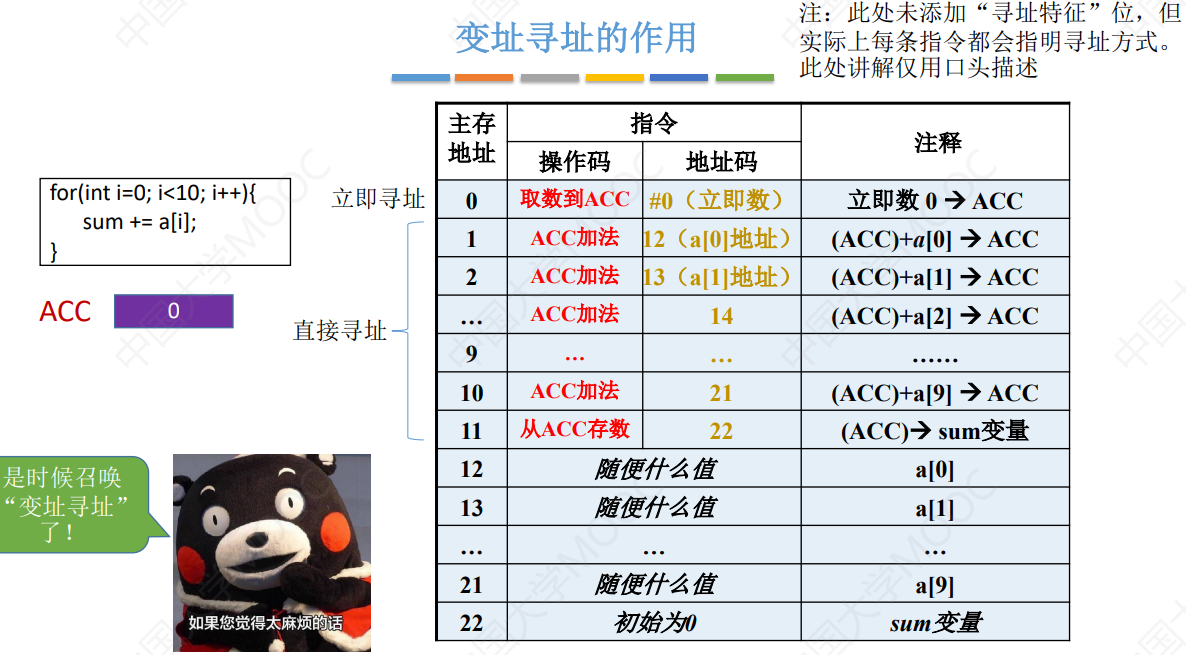 变址寻址的作用
注：此处未添加“寻址特征”位，但
实际上每条指令都会指明寻址方式。
此处讲解仅用口头描述
for(int i=0; i<10; i++){
sum += a[i];
}
ACC 0
立即寻址
直接寻址
主存地址 指令 注释
操作码 地址码
0 取数到ACC #0（立即数） 立即数 0 → ACC
1 ACC加法 12（a[0]地址） (ACC)+a[0] → ACC
2 ACC加法 13（a[1]地址） (ACC)+a[1] → ACC
… ACC加法 14 (ACC)+a[2] → ACC
9 … … ……
10 ACC加法 21 (ACC)+a[9] → ACC
11 从ACC存数 22 (ACC)→ sum变量
12 随便什么值 a[0]
13 随便什么值 a[1]
… … …
21 随便什么值 a[9]
22 初始为0 sum变量
是时候召唤
“变址寻址”
了！
如果您觉得太麻烦的话
中国大学MOOC